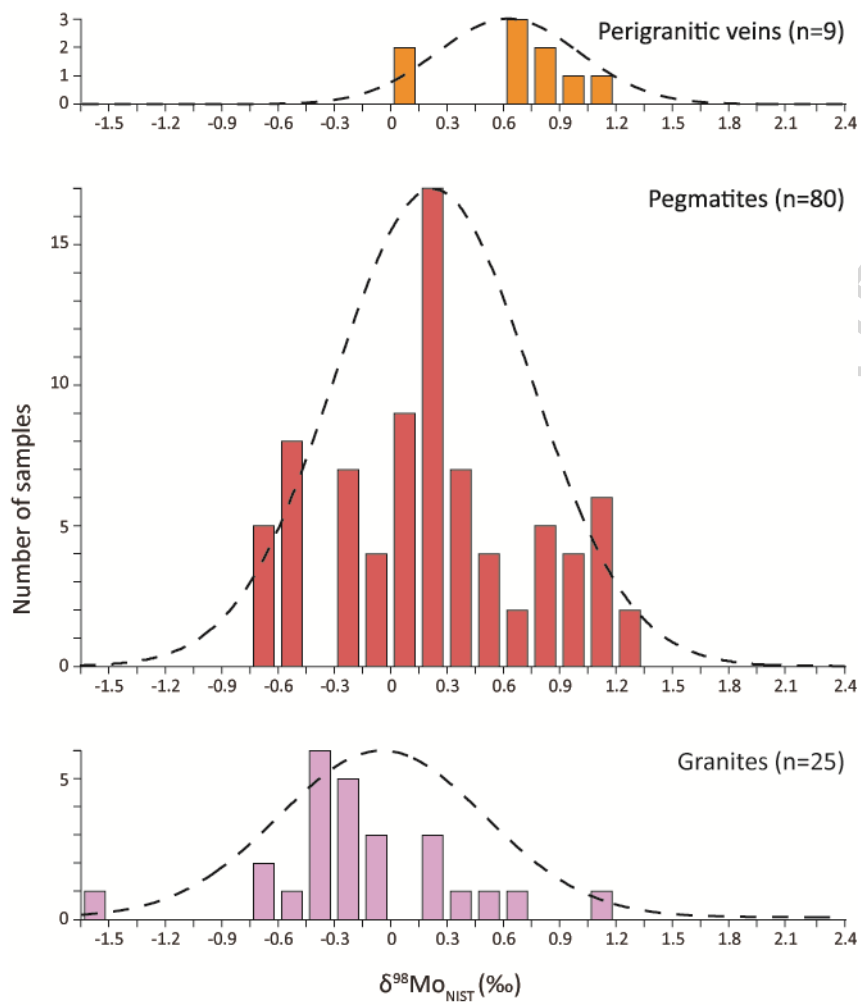 Perigranitic veins (n=9)
3
2
1
0
-1.5 -1.2 -0.9 -0.6 -0.3 0 0.3 0.6 0.9 1.2 1.5 1.8 2.1 2.4
Pegmatites (n=80)
15
10
5
0
Number of samples
-1.5 -1.2 -0.9 -0.6 -0.3 0 0.3 0.6 0.9 1.2 1.5 1.8 2.1 2.4
Granites (n=25)
5
0
-1.5 -1.2 -0.9 -0.6 -0.3 0 0.3 0.6 0.9 1.2 1.5 1.8 2.1 2.4
δ⁹⁸Mo_NIST (‰)